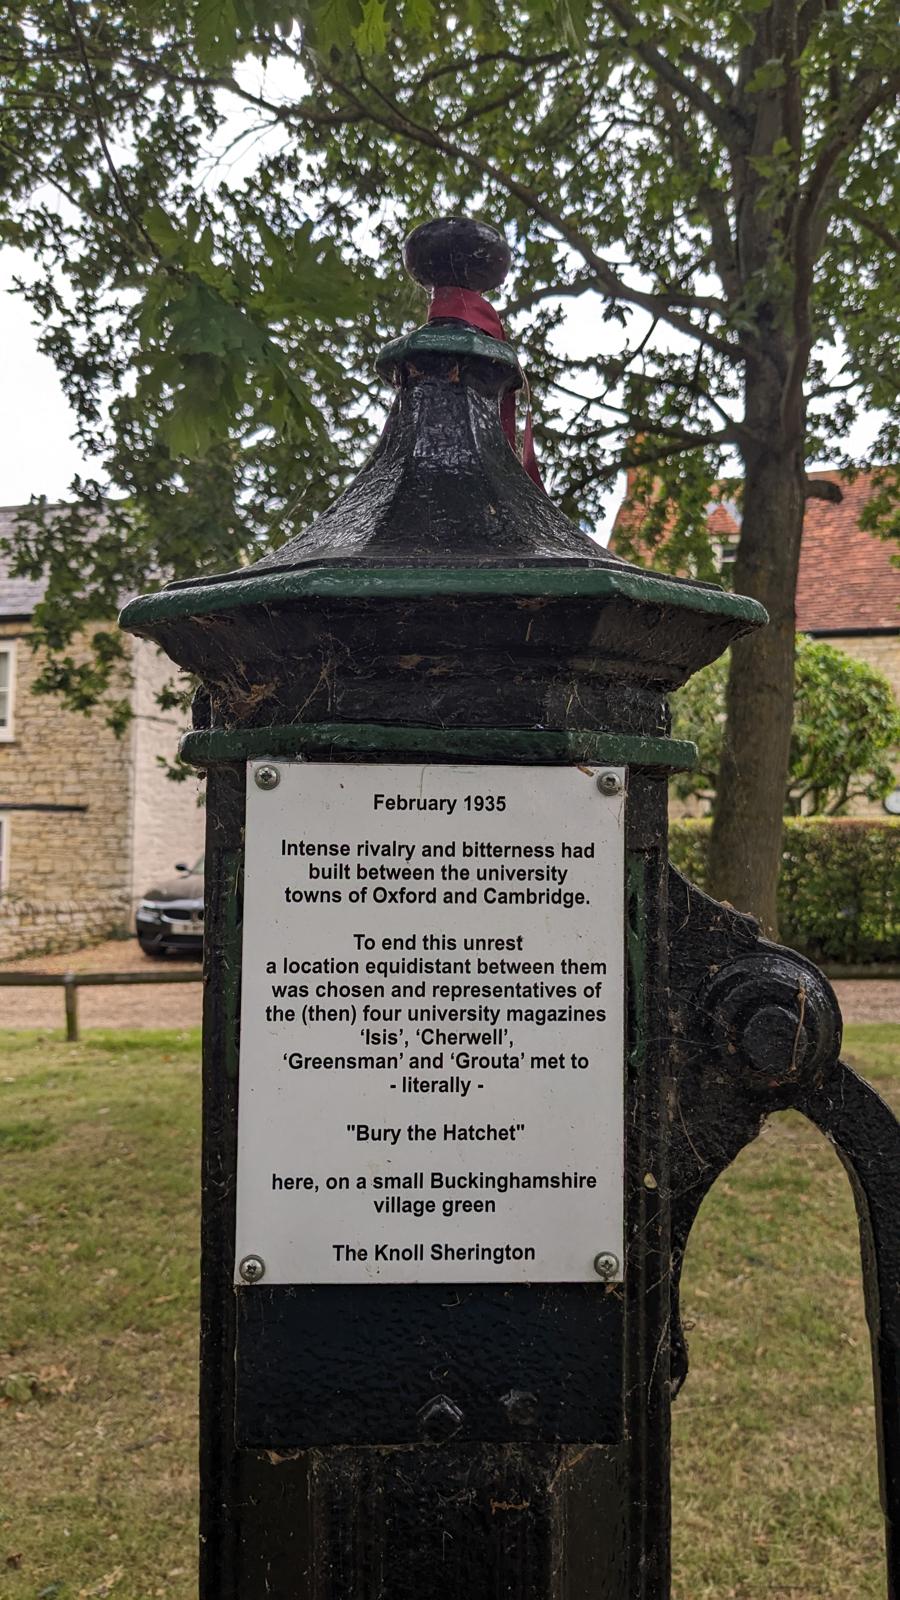 February 1935
Intense rivalry and bitterness had
built between the university
towns of Oxford and Cambridge.
To end this unrest
a location equidistant between them
was chosen and representatives of
the (then) four university magazines
‘Isis’, ‘Cherwell’,
‘Greensman’ and ‘Grouta’ met to
- literally -
"Bury the Hatchet"
here, on a small Buckinghamshire
village green
The Knoll Sherington